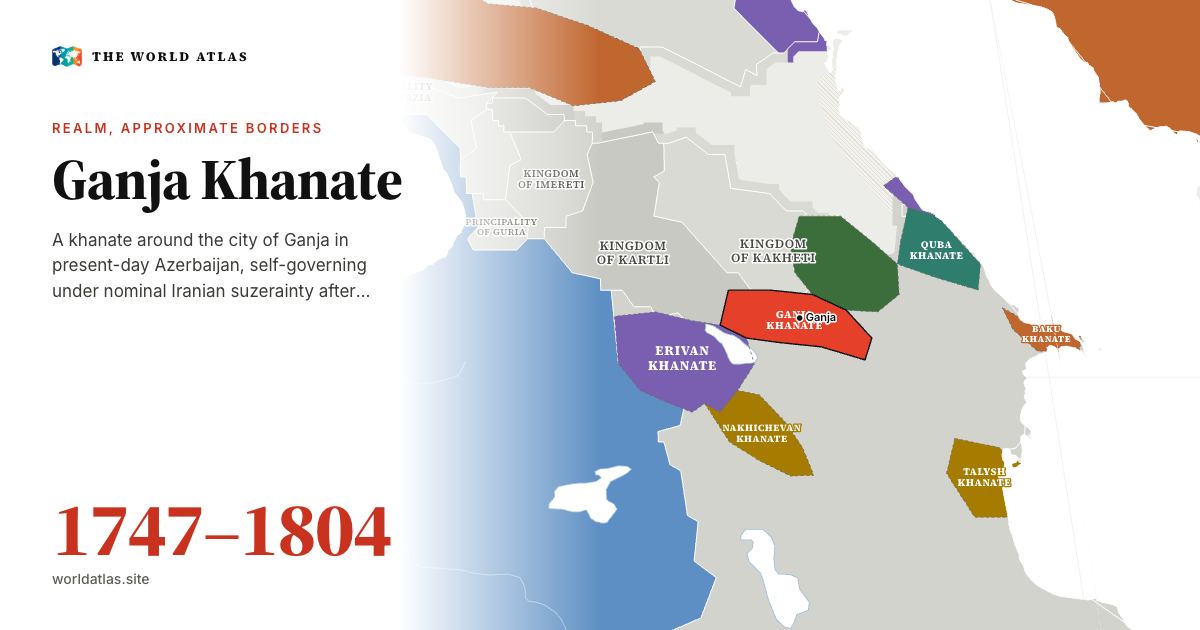 THE WORLD ATLAS
REALM, APPROXIMATE BORDERS
Ganja Khanate
A khanate around the city of Ganja in
present-day Azerbaijan, self-governing
under nominal Iranian suzerainty after...
1747–1804
worldatlas.site
KINGDOM
OF IMERETI
PRINCIPALITY
OF GURIA
KINGDOM
OF KARTLI
KINGDOM
OF KAKHETI
QUBA
KHANATE
Ganja
KHANATE
BAKU
KHANATE
ERIVAN
KHANATE
NAKHICHEVAN
KHANATE
TALYSH
KHANATE